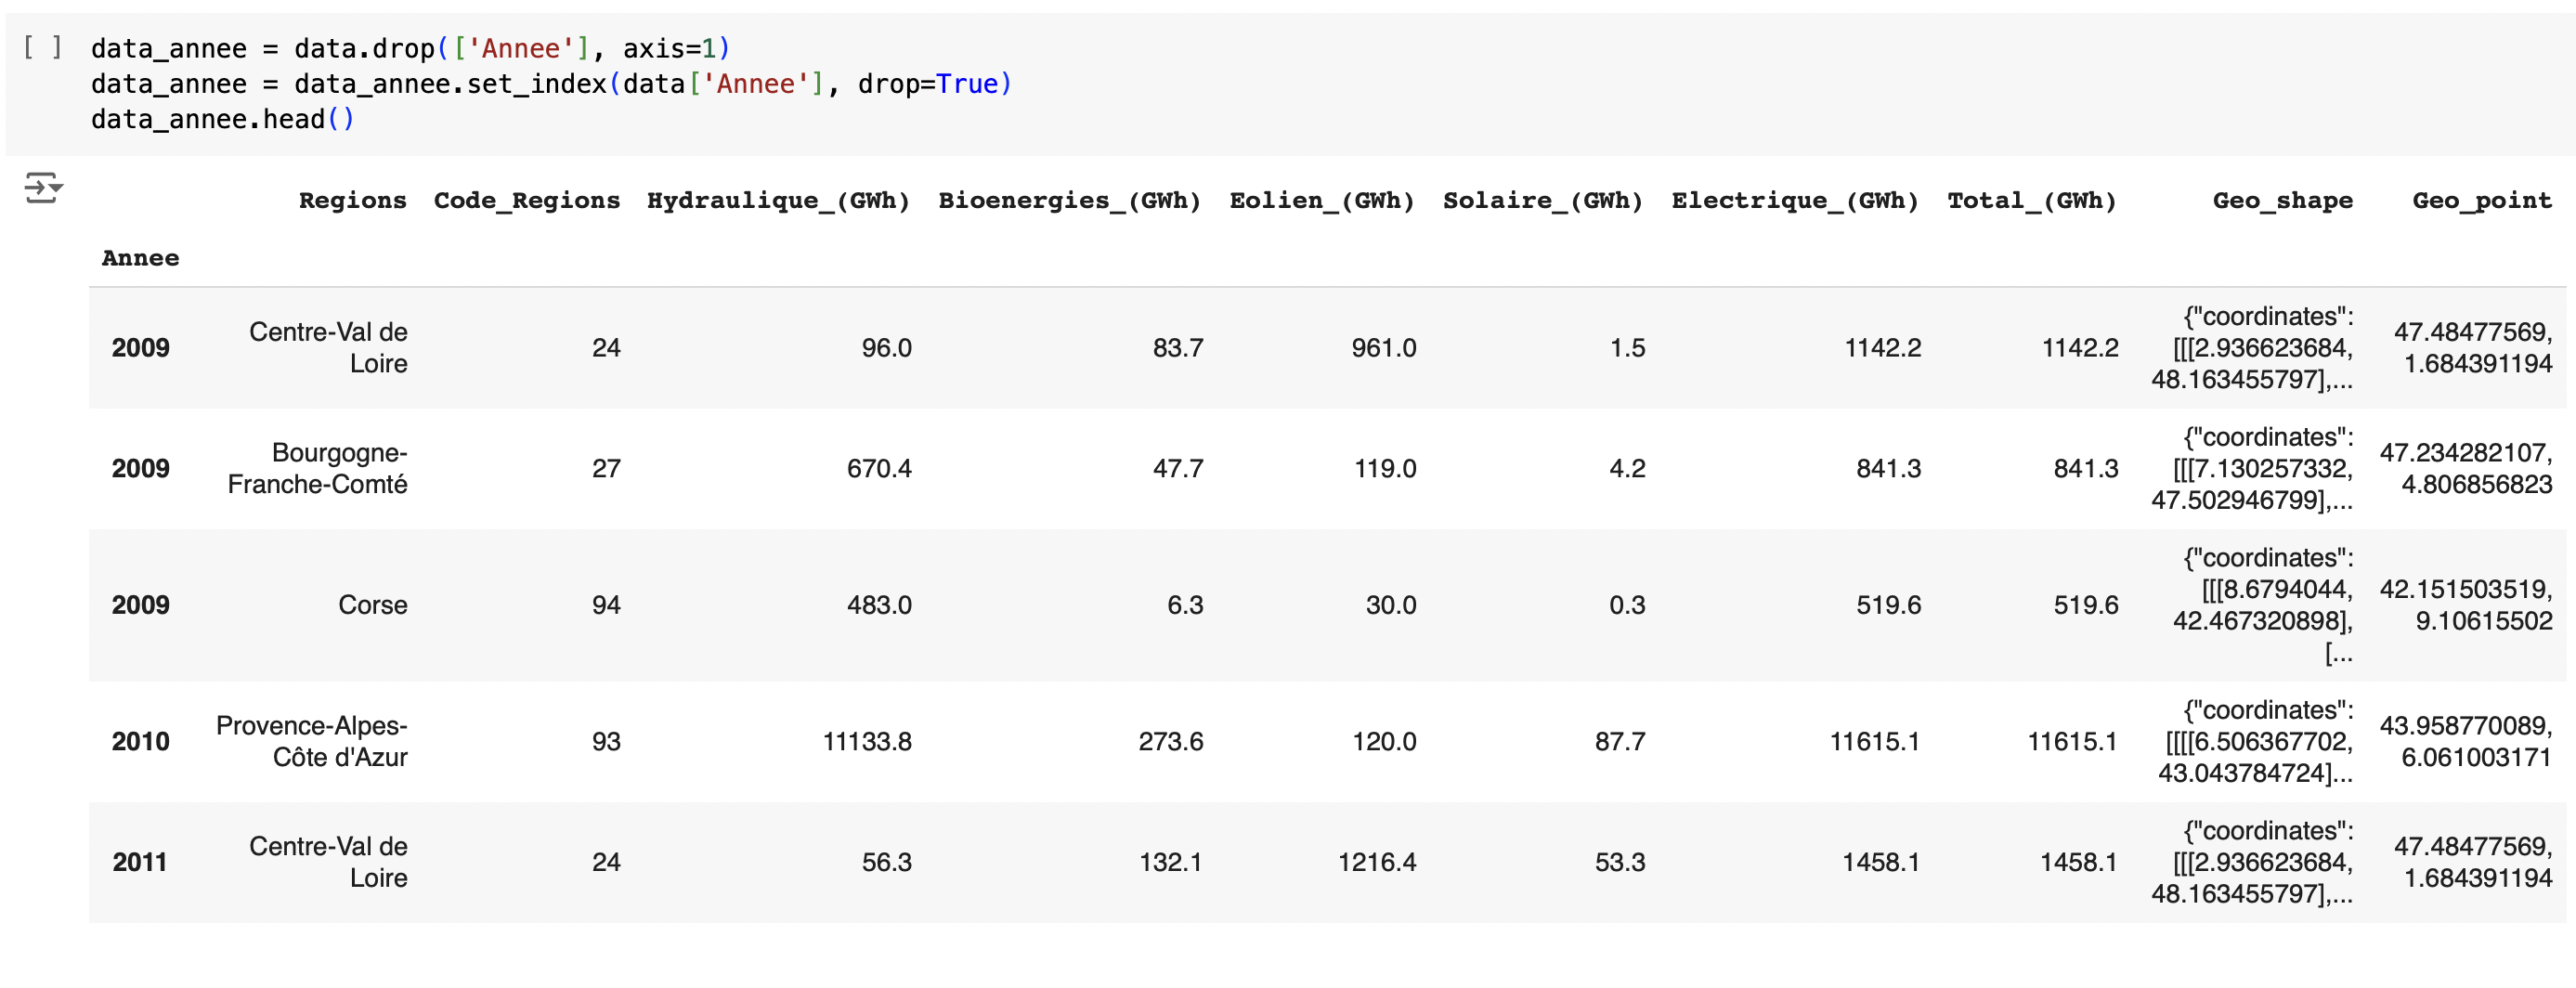 [ ] data_annee = data.drop(['Annee'], axis=1)
data_annee = data_annee.set_index(data['Annee'], drop=True)
data_annee.head()
Regions Code_Regions Hydraulique_(GWh) Bioenergies_(GWh) Eolien_(GWh) Solaire_(GWh) Electrique_(GWh) Total_(GWh) Geo_shape Geo_point
Annee
2009 Centre-Val de Loire 24 96.0 83.7 961.0 1.5 1142.2 1142.2 {"coordinates": [[[2.936623684, 48.163455797],... 47.48477569, 1.684391194
2009 Bourgogne-Franche-Comté 27 670.4 47.7 119.0 4.2 841.3 841.3 {"coordinates": [[[7.130257332, 47.502946799],... 47.234282107, 4.806856823
2009 Corse 94 483.0 6.3 30.0 0.3 519.6 519.6 {"coordinates": [[[8.6794044, 42.467320898], [... 42.151503519, 9.10615502
2010 Provence-Alpes-Côte d'Azur 93 11133.8 273.6 120.0 87.7 11615.1 11615.1 {"coordinates": [[[[6.506367702, 43.043784724]... 43.958770089, 6.061003171
2011 Centre-Val de Loire 24 56.3 132.1 1216.4 53.3 1458.1 1458.1 {"coordinates": [[[2.936623684, 48.163455797],... 47.48477569, 1.684391194